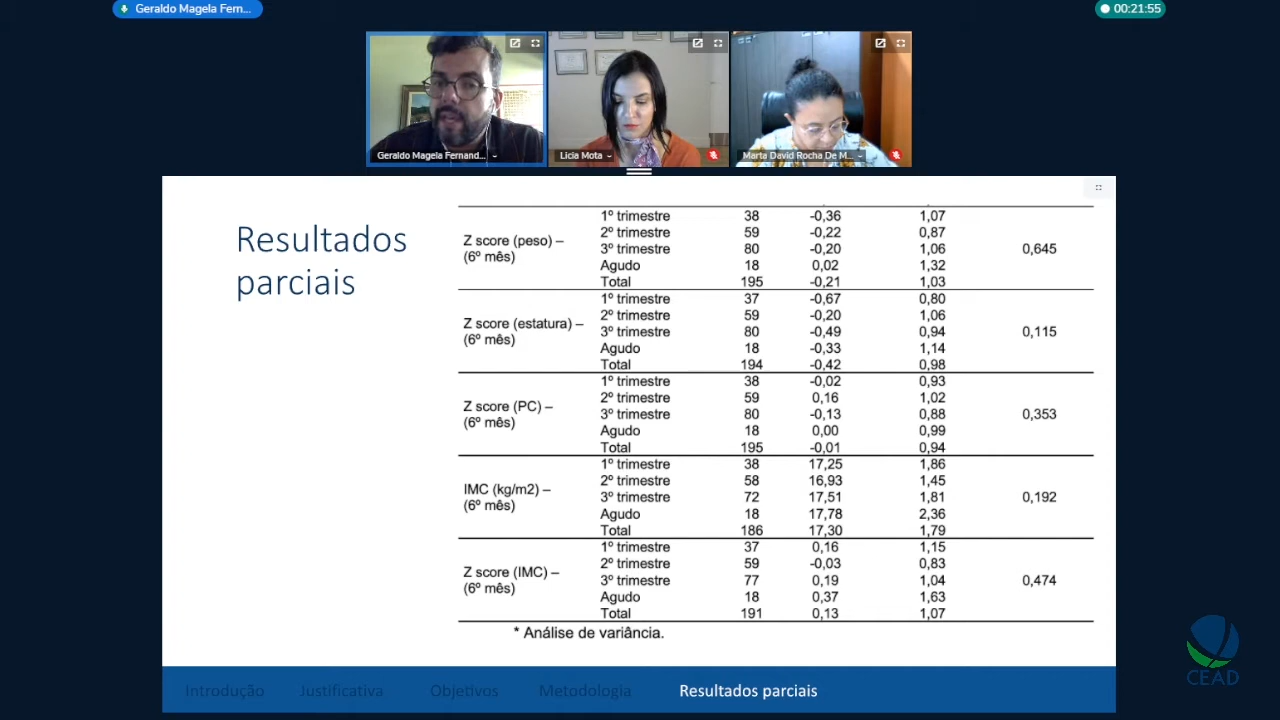 Geraldo Magela Fern...
00:21:55
Geraldo Magela Fernand...
Licia Mota
Marta David Rocha De M...
Resultados
parciais
1º trimestre 38 -0,36 1,07
2º trimestre 59 -0,22 0,87
Z score (peso) – (6º mês) 3º trimestre 80 -0,20 1,06 0,645
Agudo 18 0,02 1,32
Total 195 -0,21 1,03
1º trimestre 37 -0,67 0,80
2º trimestre 59 -0,20 1,06
Z score (estatura) – (6º mês) 3º trimestre 80 -0,49 0,94 0,115
Agudo 18 -0,33 1,14
Total 194 -0,42 0,98
1º trimestre 38 -0,02 0,93
2º trimestre 59 0,16 1,02
Z score (PC) – (6º mês) 3º trimestre 80 -0,13 0,88 0,353
Agudo 18 0,00 0,99
Total 195 -0,01 0,94
1º trimestre 38 17,25 1,86
2º trimestre 58 16,93 1,45
IMC (kg/m2) – (6º mês) 3º trimestre 72 17,51 1,81 0,192
Agudo 18 17,78 2,36
Total 186 17,30 1,79
1º trimestre 37 0,16 1,15
2º trimestre 59 -0,03 0,83
Z score (IMC) – (6º mês) 3º trimestre 77 0,19 1,04 0,474
Agudo 18 0,37 1,63
Total 191 0,13 1,07
* Análise de variância.
Introdução Justificativa Objetivos Metodologia Resultados parciais
CEAD